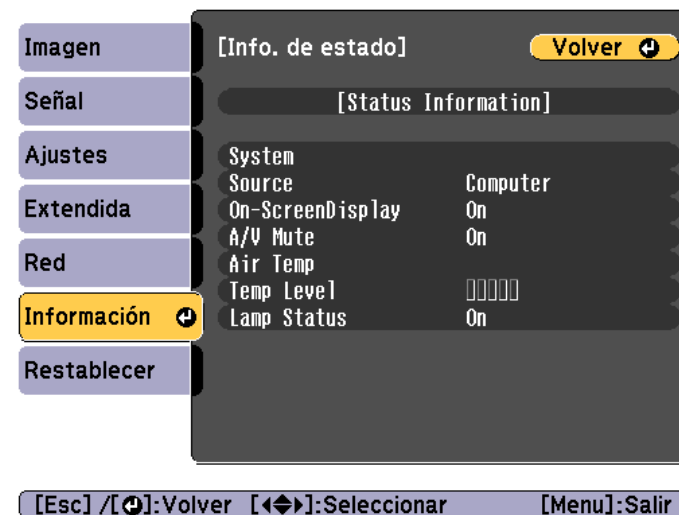 Imagen
Señal
Ajustes
Extendida
Red
Información
Restablecer
[Info. de estado]
Volver
[Status Information]
System
Source Computer
On-ScreenDisplay On
A/V Mute On
Air Temp
Temp Level
Lamp Status On
[Esc] /[ ]:Volver [ ]:Seleccionar [Menu]:Salir